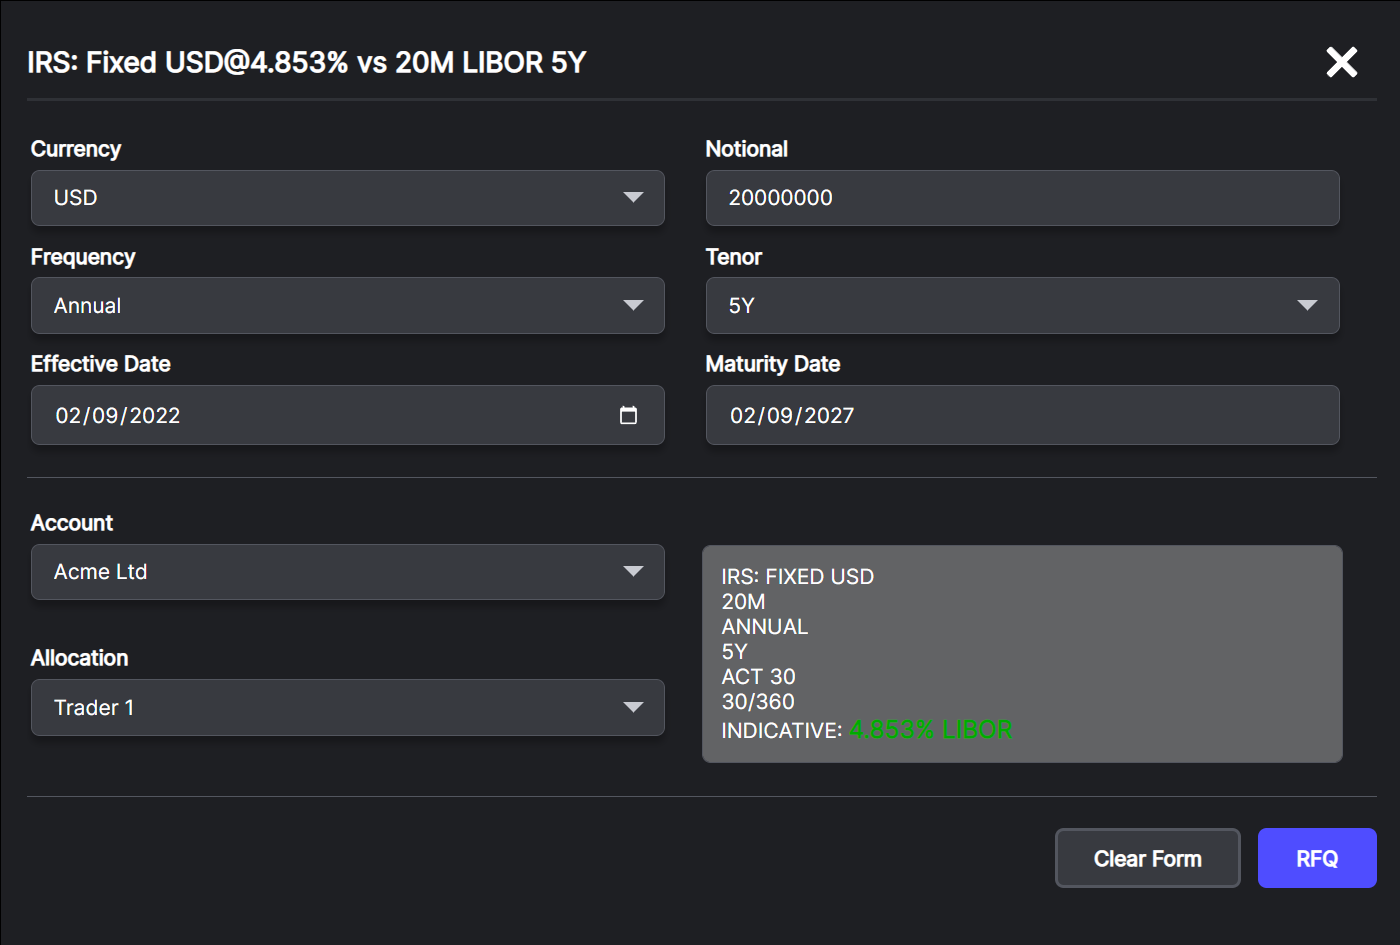 IRS: Fixed USD@4.853% vs 20M LIBOR 5Y
Currency
USD
Notional
20000000
Frequency
Annual
Tenor
5Y
Effective Date
02/09/2022
Maturity Date
02/09/2027
Account
Acme Ltd
Allocation
Trader 1
IRS: FIXED USD
20M
ANNUAL
5Y
ACT 30
30/360
INDICATIVE: 4.853% LIBOR
Clear Form
RFQ